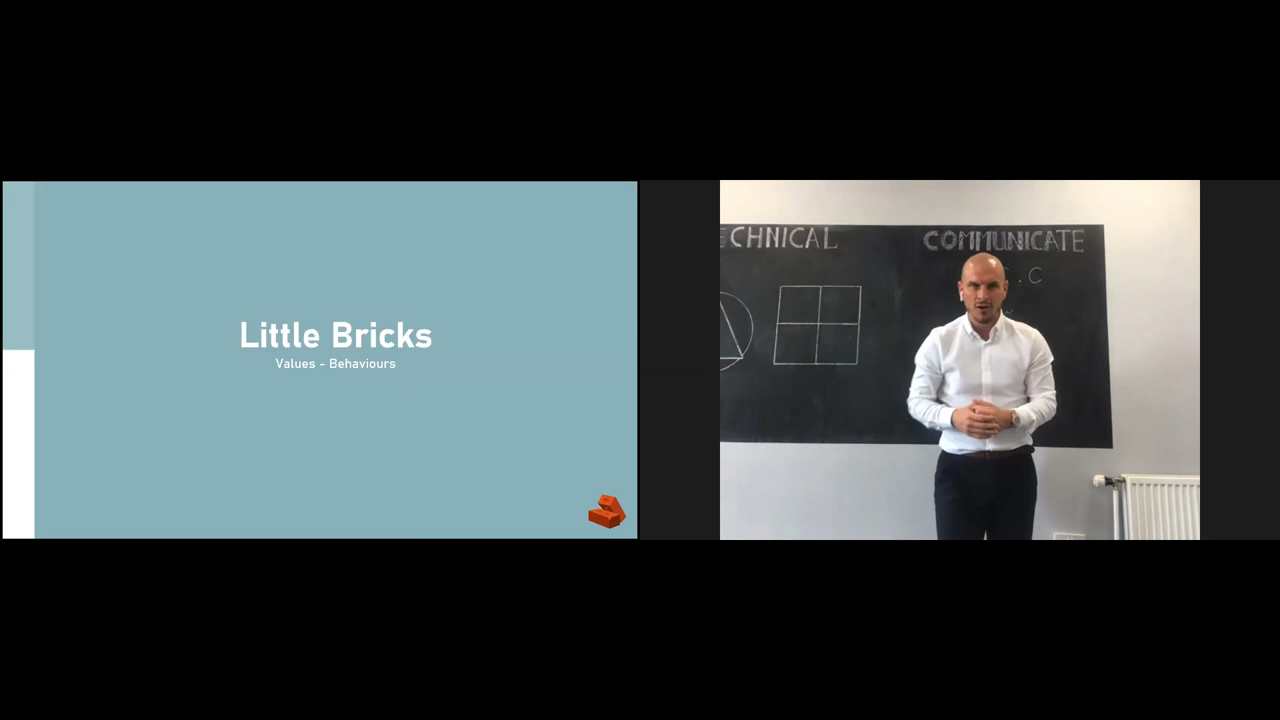 Little Bricks
Values - Behaviours
ECHNICAL
COMMUNICATE
. C